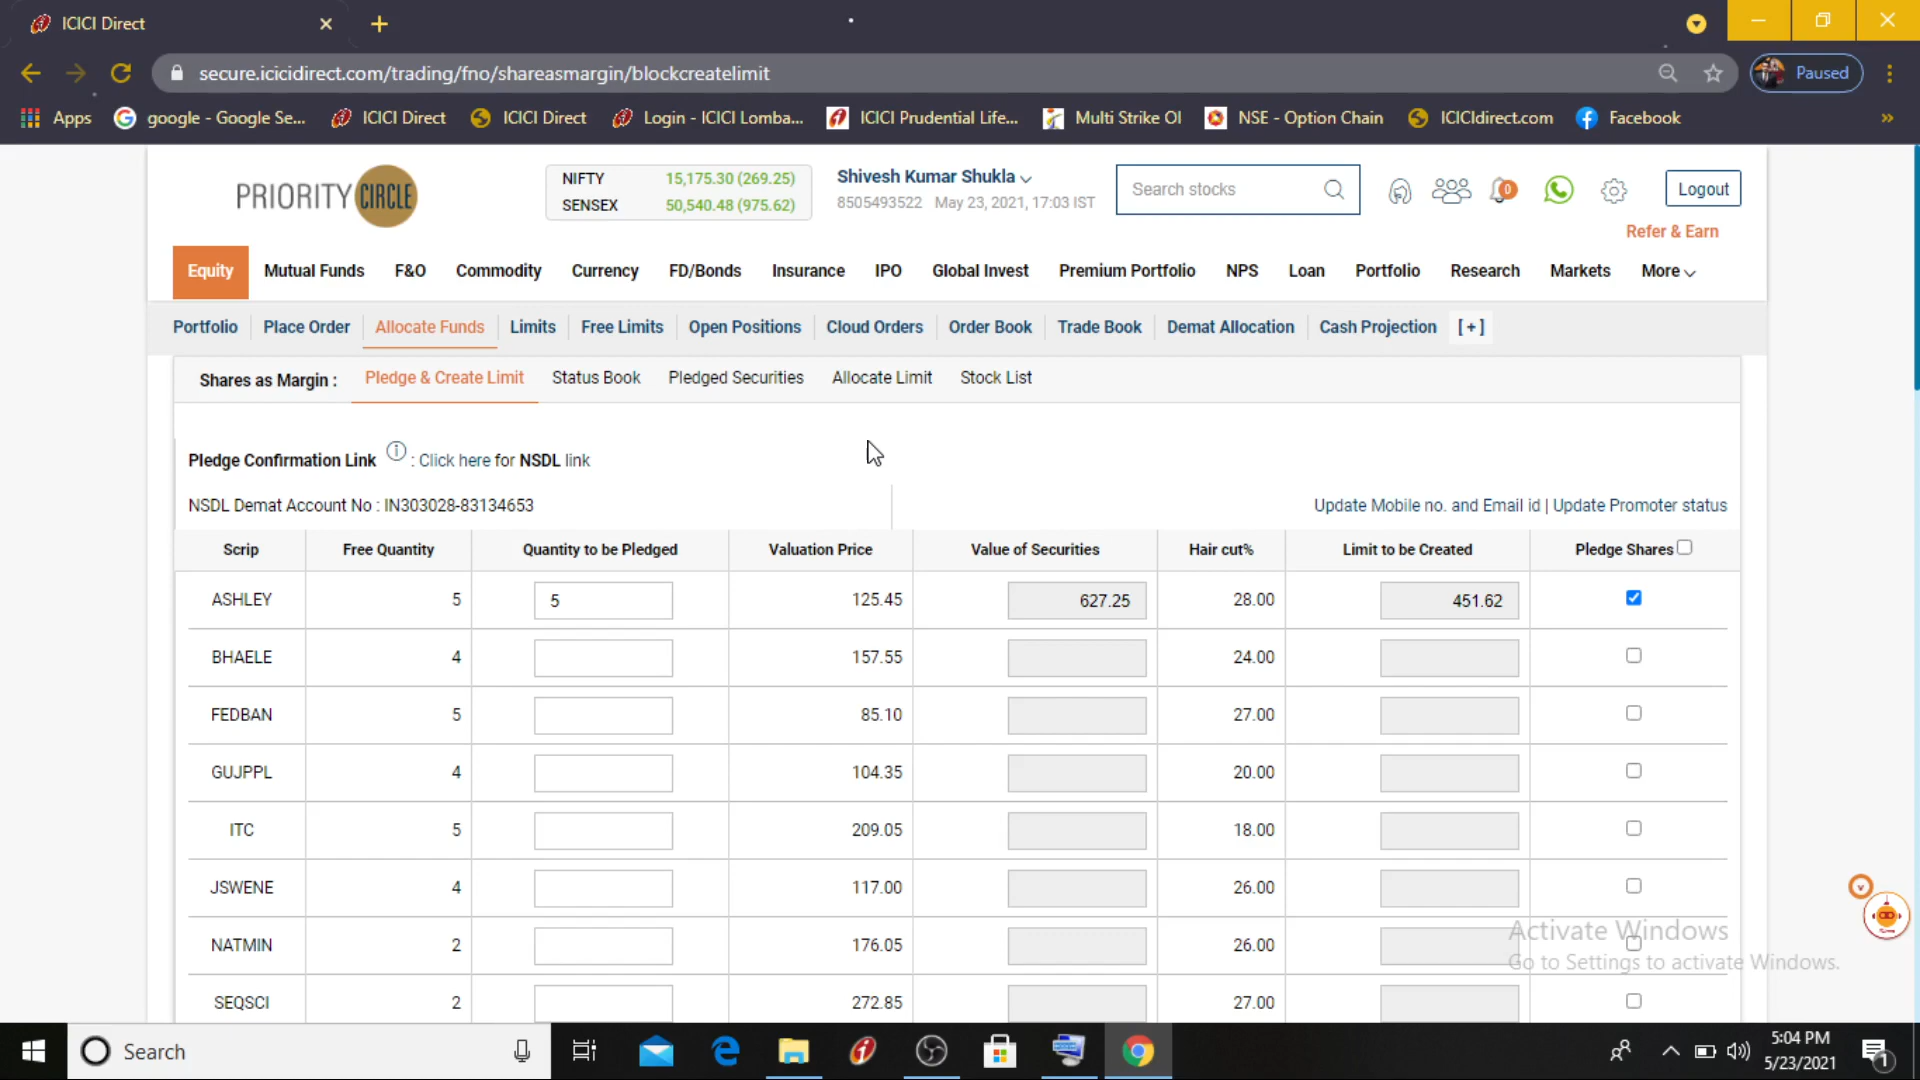 ICICI Direct
secure.icicidirect.com/trading/fno/shareasmargin/blockcreatelimit
Paused
Apps google - Google Se... ICICI Direct ICICI Direct Login - ICICI Lomba... ICICI Prudential Life... Multi Strike OI NSE - Option Chain ICICIdirect.com Facebook »
PRIORITY CIRCLE
NIFTY 15,175.30 (269.25)
SENSEX 50,540.48 (975.62)
Shivesh Kumar Shukla
8505493522 May 23, 2021, 17:03 IST
Search stocks
0
Logout
Refer & Earn
Equity Mutual Funds F&O Commodity Currency FD/Bonds Insurance IPO Global Invest Premium Portfolio NPS Loan Portfolio Research Markets More
Portfolio Place Order Allocate Funds Limits Free Limits Open Positions Cloud Orders Order Book Trade Book Demat Allocation Cash Projection [+]
Shares as Margin : Pledge & Create Limit Status Book Pledged Securities Allocate Limit Stock List
Pledge Confirmation Link i : Click here for NSDL link
NSDL Demat Account No : IN303028-83134653
Update Mobile no. and Email id | Update Promoter status
Scrip Free Quantity Quantity to be Pledged Valuation Price Value of Securities Hair cut% Limit to be Created Pledge Shares
ASHLEY 5 5 125.45 627.25 28.00 451.62
BHAELE 4 157.55 24.00
FEDBAN 5 85.10 27.00
GUJPPL 4 104.35 20.00
ITC 5 209.05 18.00
JSWENE 4 117.00 26.00
NATMIN 2 176.05 26.00
SEQSCI 2 272.85 27.00
Activate Windows
Go to Settings to activate Windows.
Search
5:04 PM
5/23/2021
1